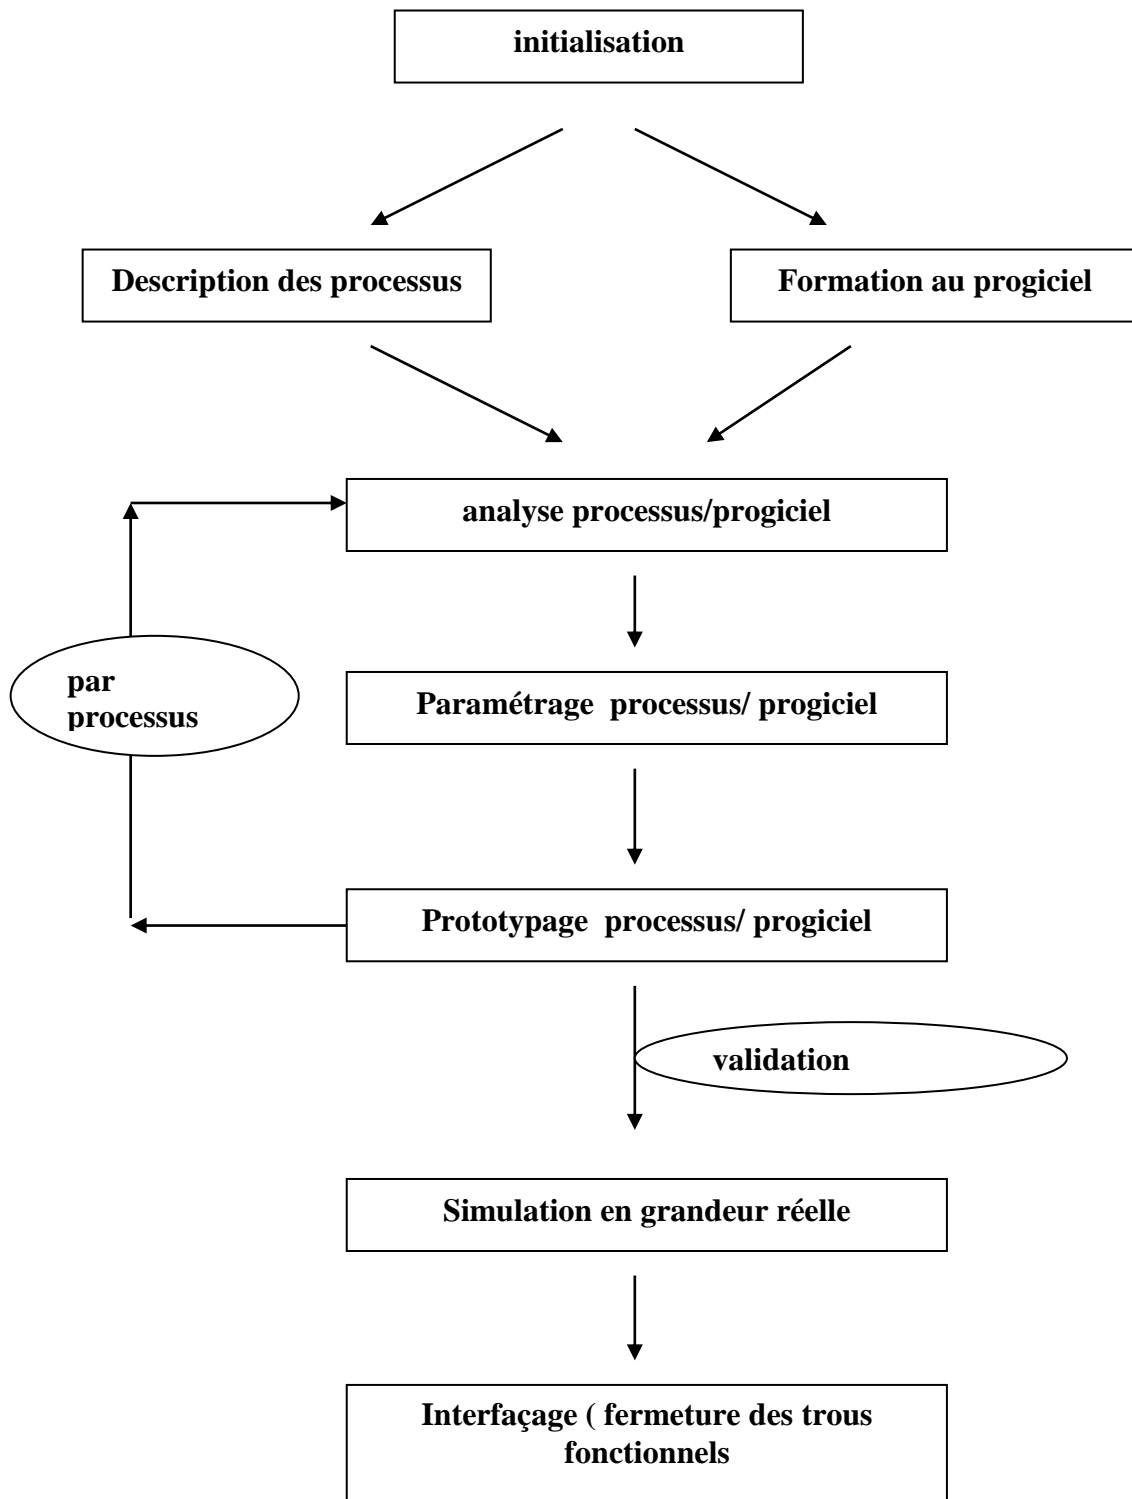 initialisation
Description des processus
Formation au progiciel
analyse processus/progiciel
par
processus
Paramétrage  processus/ progiciel
Prototypage  processus/ progiciel
validation
Simulation en grandeur réelle
Interfaçage ( fermeture des trous
fonctionnels